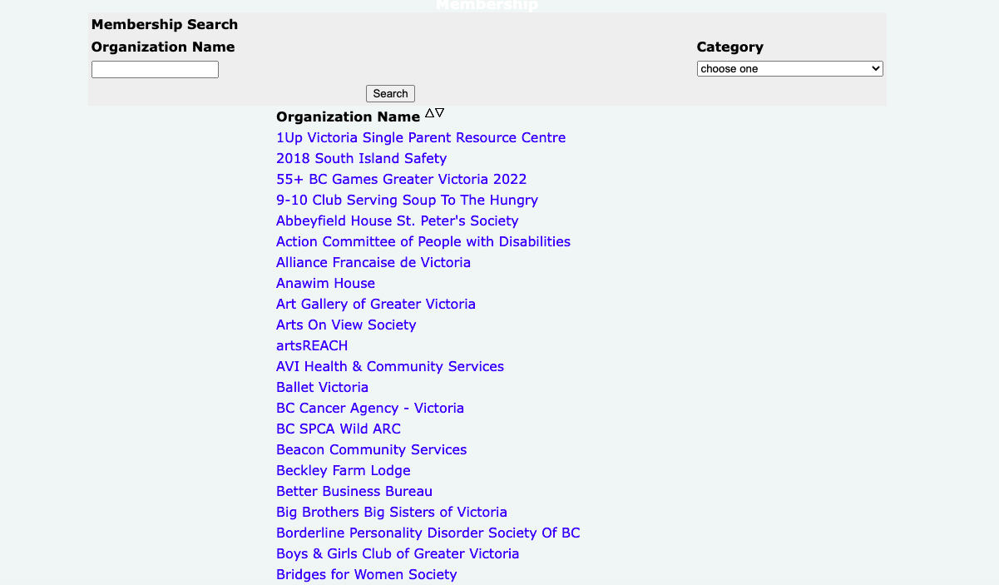 Membership
Membership Search
Organization Name
Category
choose one
Search
Organization Name
1Up Victoria Single Parent Resource Centre
2018 South Island Safety
55+ BC Games Greater Victoria 2022
9-10 Club Serving Soup To The Hungry
Abbeyfield House St. Peter's Society
Action Committee of People with Disabilities
Alliance Francaise de Victoria
Anawim House
Art Gallery of Greater Victoria
Arts On View Society
artsREACH
AVI Health & Community Services
Ballet Victoria
BC Cancer Agency - Victoria
BC SPCA Wild ARC
Beacon Community Services
Beckley Farm Lodge
Better Business Bureau
Big Brothers Big Sisters of Victoria
Borderline Personality Disorder Society Of BC
Boys & Girls Club of Greater Victoria
Bridges for Women Society